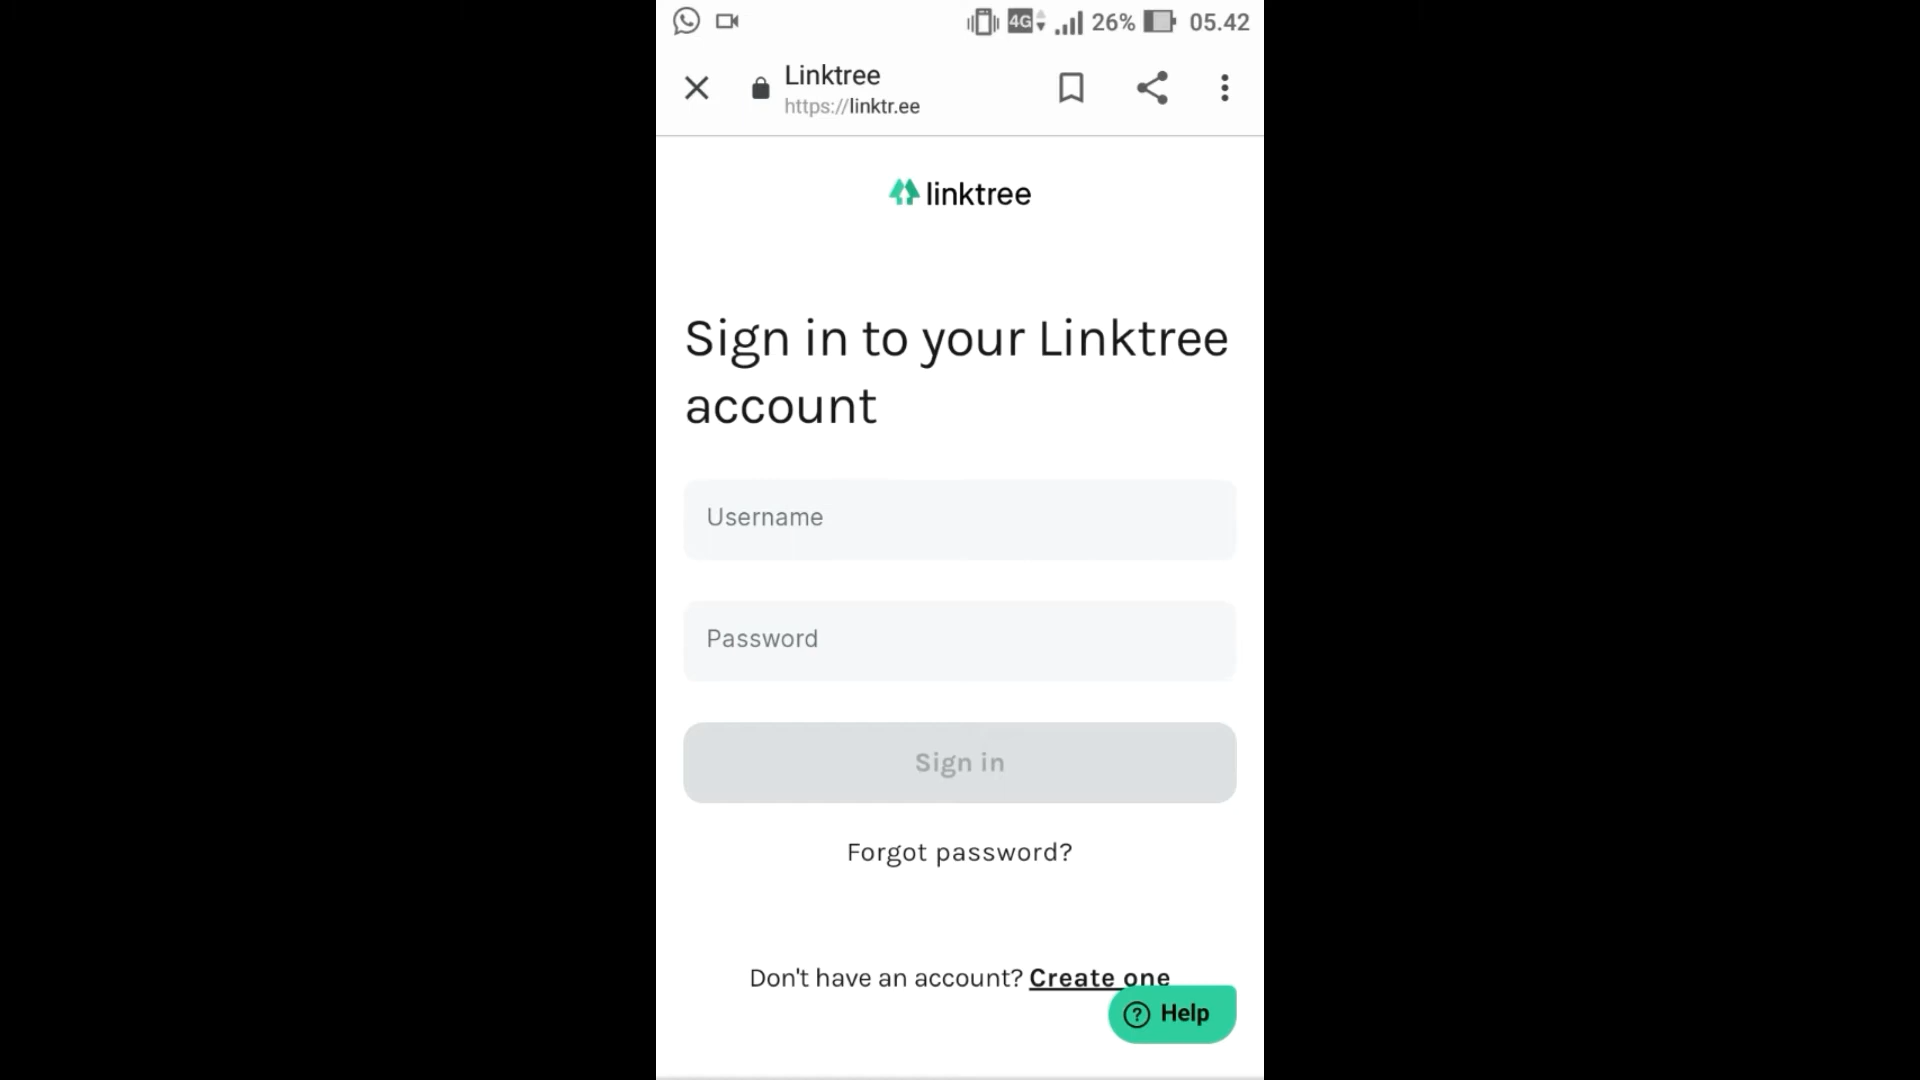 4G 26% 05.42
Linktree
https://linktr.ee
linktree
Sign in to your Linktree
account
Username
Password
Sign in
Forgot password?
Don't have an account? Create one
? Help